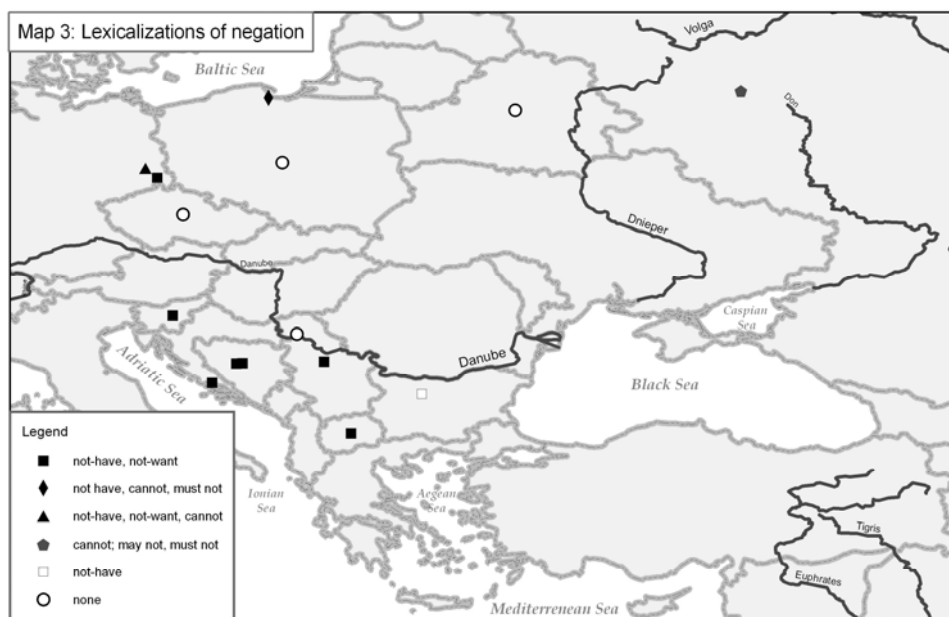 Map 3: Lexicalizations of negation
Volga
Baltic Sea
Don
Dnieper
Danube
Caspian
Sea
Adriatic Sea
Danube
Black Sea
Legend
not-have, not-want
not have, cannot, must not
not-have, not-want, cannot
cannot; may not, must not
not-have
none
Ionian
Sea
Aegean
Sea
Tigris
Euphrates
Mediterranean Sea